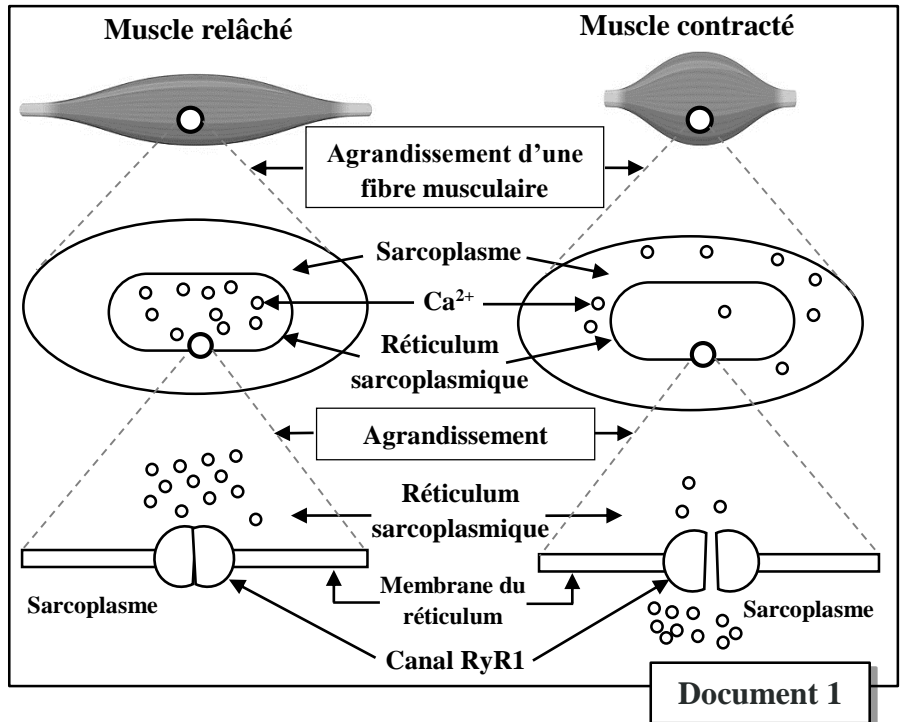 Muscle relâché
Muscle contracté
Agrandissement d’une
fibre musculaire
Sarcoplasme
Ca²⁺
Réticulum
sarcoplasmique
Agrandissement
Réticulum
sarcoplasmique
Sarcoplasme
Membrane du
réticulum
Sarcoplasme
Canal RyR1
Document 1